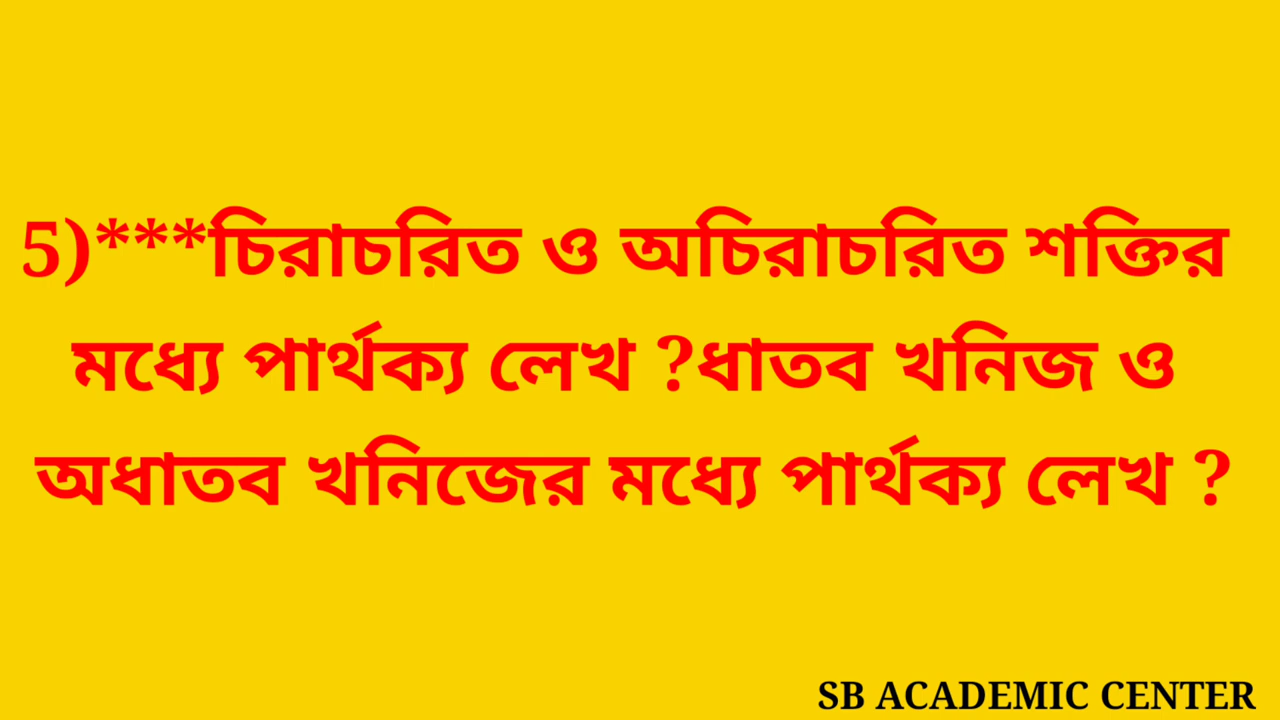 5)***চিরাচরিত ও অচিরাচরিত শক্তির
মধ্যে পার্থক্য লেখ ?ধাতব খনিজ ও
অধাতব খনিজের মধ্যে পার্থক্য লেখ ?
SB ACADEMIC CENTER